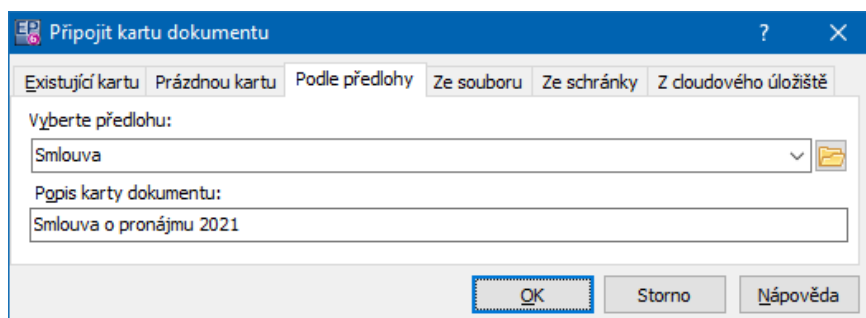 Připojit kartu dokumentu ?
Existující kartu Prázdnou kartu Podle předlohy Ze souboru Ze schránky Z cloudového úložiště
Vyberte předlohu:
Smlouva
Popis karty dokumentu:
Smlouva o pronájmu 2021
OK Storno Nápověda